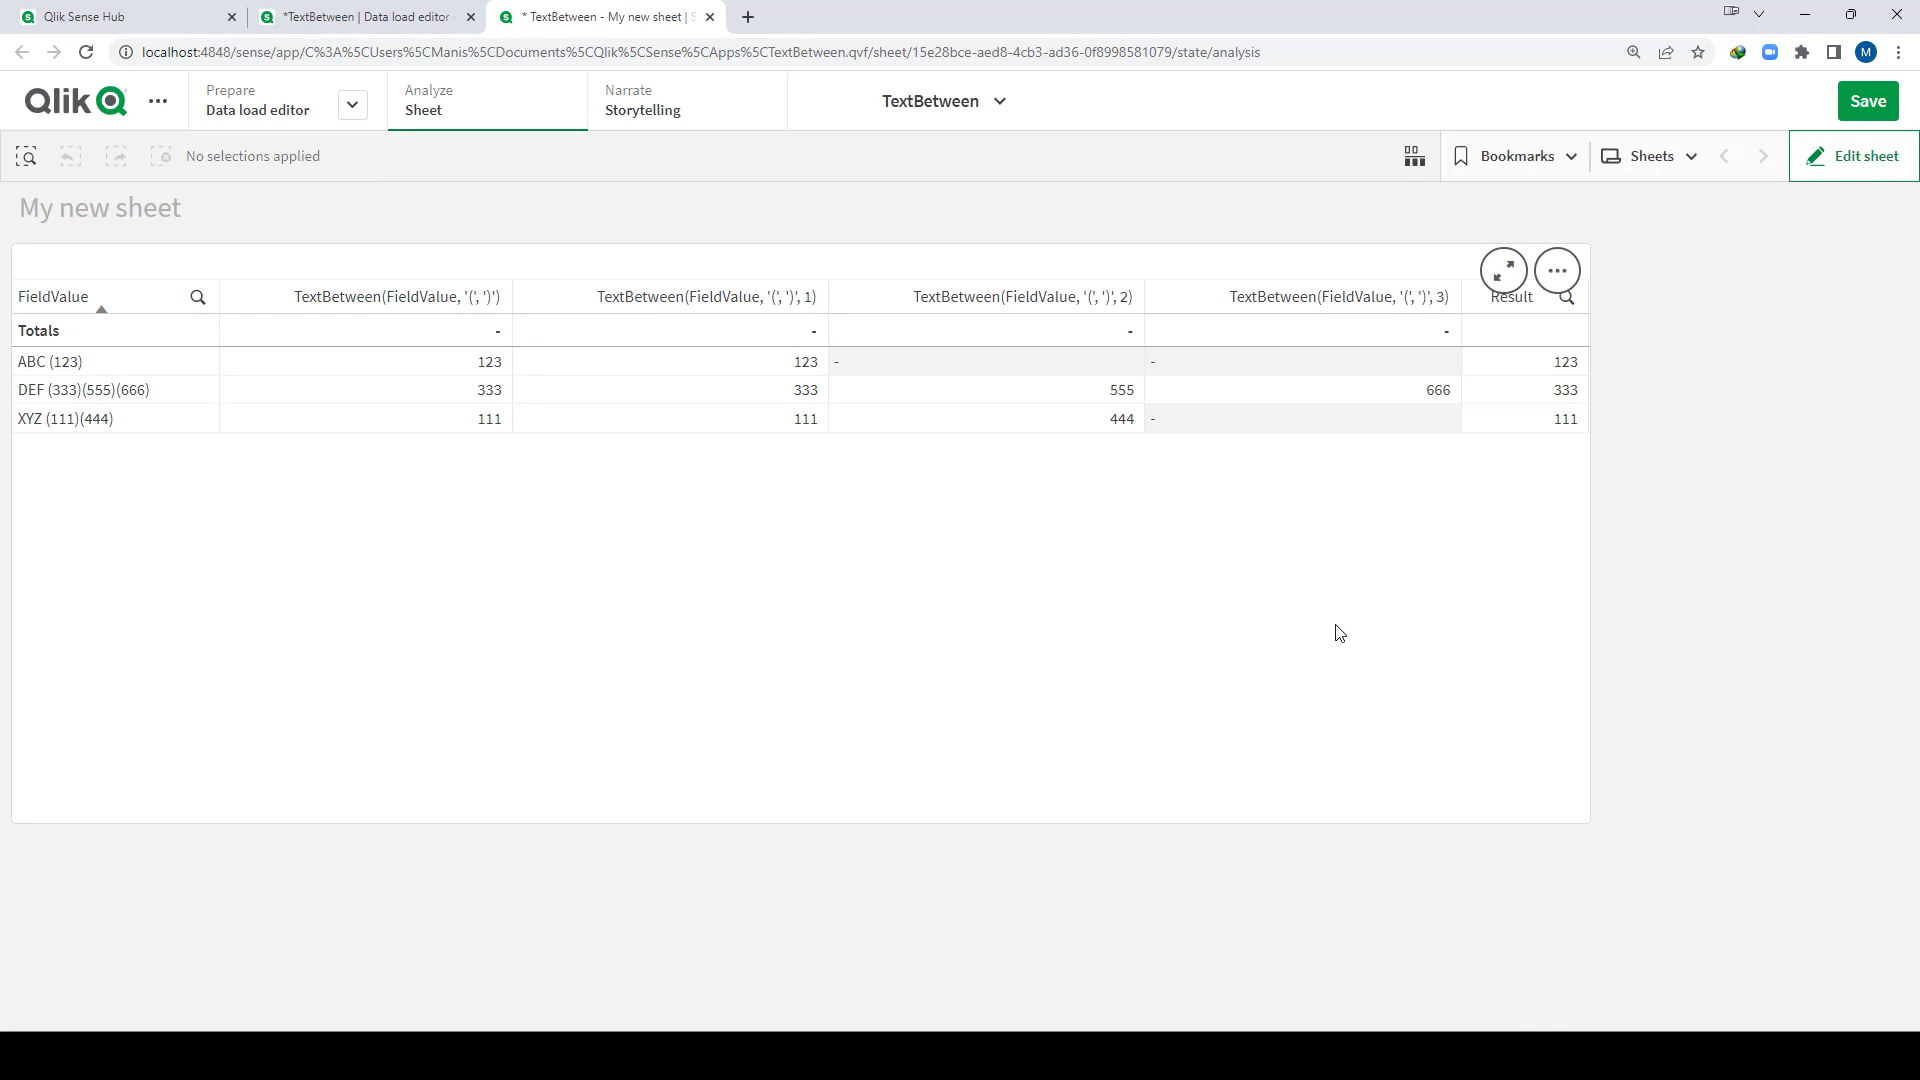 Qlik Sense Hub
*TextBetween | Data load editor -
* TextBetween - My new sheet | S
localhost:4848/sense/app/C%3A%5CUsers%5CManis%5CDocuments%5CQlik%5CSense%5CApps%5CTextBetween.qvf/sheet/15e28bce-aed8-4cb3-ad36-0f8998581079/state/analysis
M
Qlik
Prepare
Data load editor
Analyze
Sheet
Narrate
Storytelling
TextBetween
Save
No selections applied
Bookmarks
Sheets
Edit sheet
My new sheet
FieldValue TextBetween(FieldValue, '(', ')') TextBetween(FieldValue, '(', ')', 1) TextBetween(FieldValue, '(', ')', 2) TextBetween(FieldValue, '(', ')', 3) Result
Totals - - - -
ABC (123) 123 123 - - 123
DEF (333)(555)(666) 333 333 555 666 333
XYZ (111)(444) 111 111 444 - 111